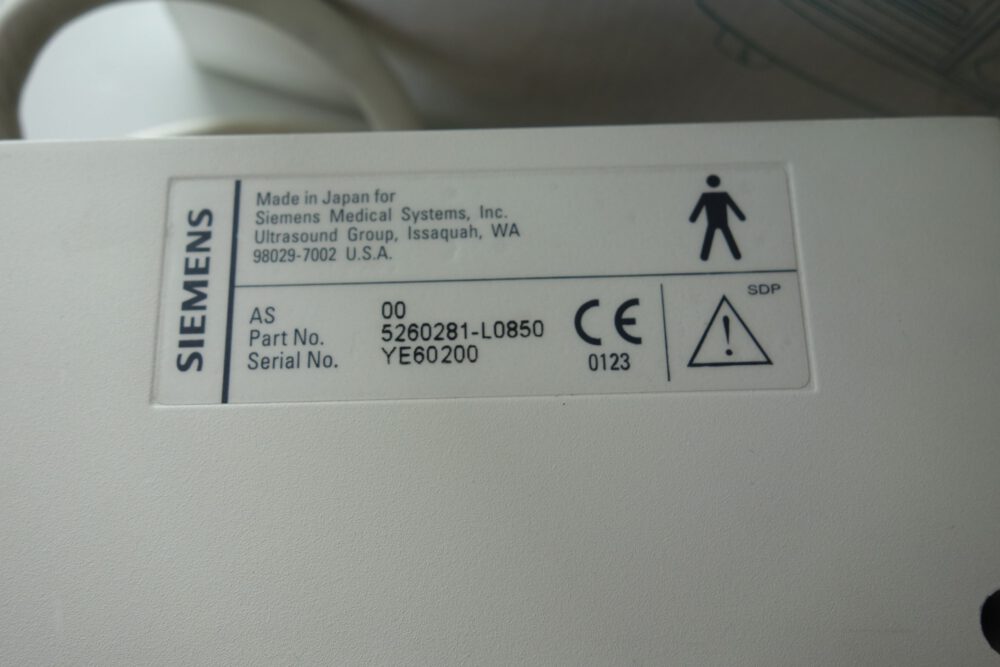 SIEMENS
Made in Japan for
Siemens Medical Systems, Inc.
Ultrasound Group, Issaquah, WA
98029-7002 U.S.A.
AS 00
Part No. 5260281-L0850
Serial No. YE60200
CE
0123
SDP
!